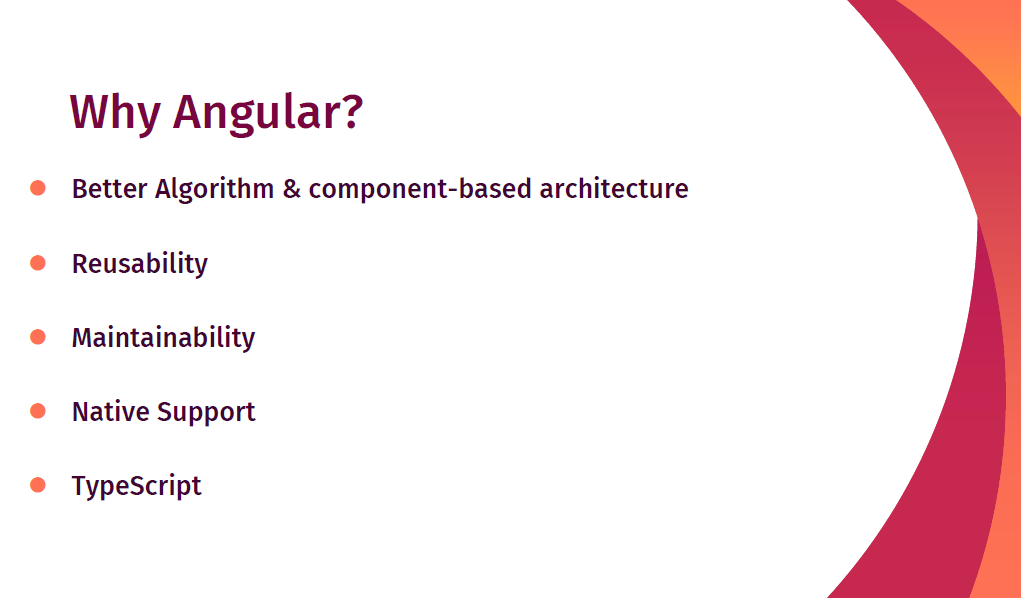 Why Angular?
Better Algorithm & component-based architecture
Reusability
Maintainability
Native Support
TypeScript